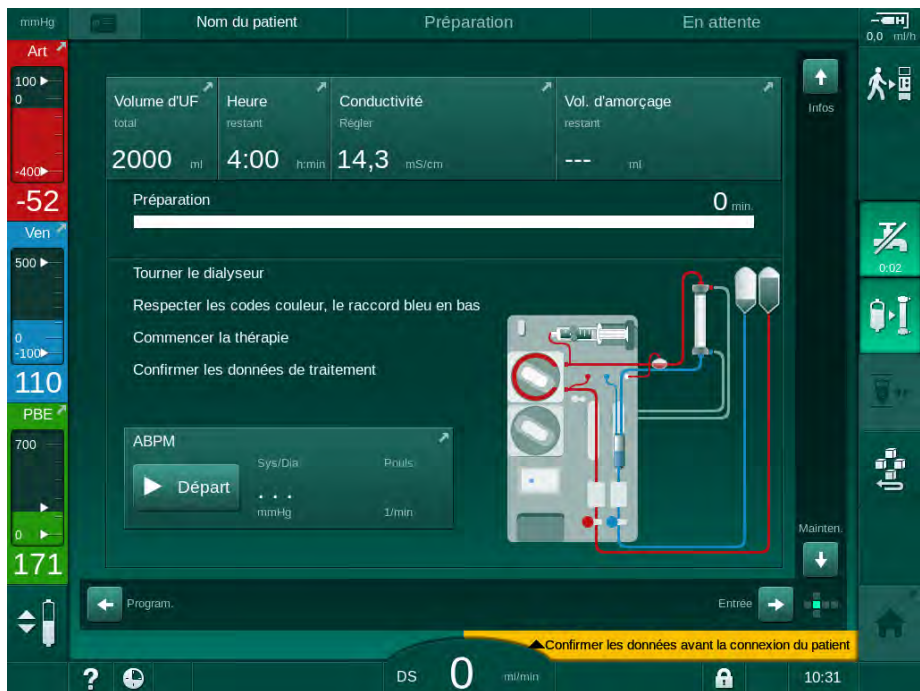 mmHg
Nom du patient
Préparation
En attente
0,0 ml/h
Art
100
0
-400
-52
Ven
500
0
-100
110
PBE
700
0
171
Volume d'UF
total
2000 ml
Heure
restant
4:00 h:min
Conductivité
Régler
14,3 mS/cm
Vol. d'amorçage
restant
--- ml
Infos
Préparation
0 min.
Tourner le dialyseur
Respecter les codes couleur, le raccord bleu en bas
Commencer la thérapie
Confirmer les données de traitement
ABPM
Départ
Sys/Dia
Pouls
. . .
mmHg
1/min
0:02
Mainten.
Program.
Entrée
Confirmer les données avant la connexion du patient
?
DS 0 ml/min
10:31